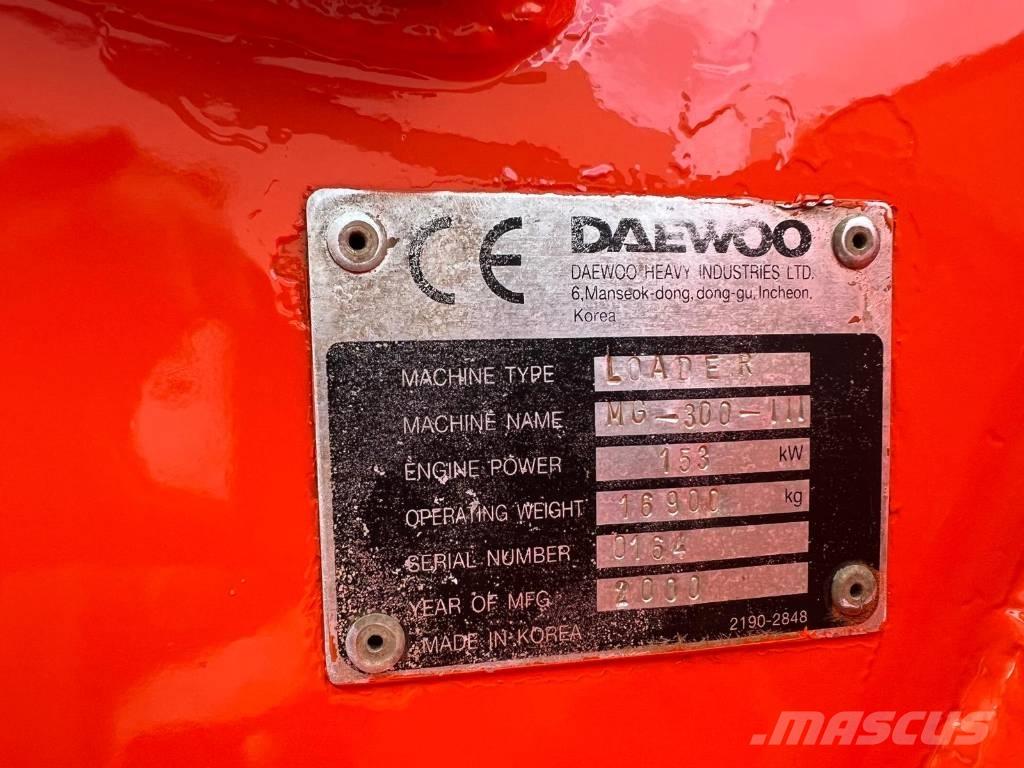 CE DAEWOO
DAEWOO HEAVY INDUSTRIES LTD.
6,Manseok-dong, dong-gu, Incheon,
Korea
MACHINE TYPE LOADER
MACHINE NAME MG-300-III
ENGINE POWER 153 kW
OPERATING WEIGHT 16900 kg
SERIAL NUMBER 0164
YEAR OF MFG 2000
MADE IN KOREA 2190-2848
MASCUS